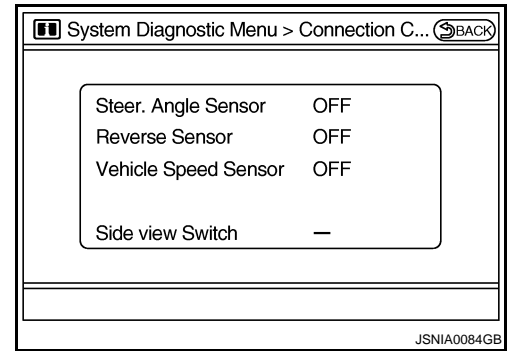 System Diagnostic Menu > Connection C... BACK
Steer. Angle Sensor OFF
Reverse Sensor OFF
Vehicle Speed Sensor OFF
Side view Switch —
JSNIA0084GB